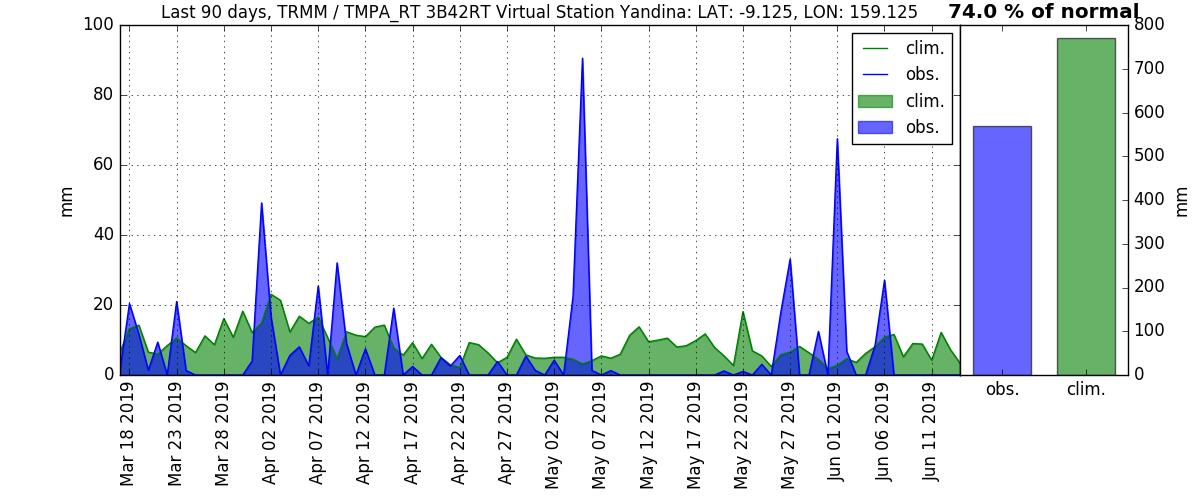 Last 90 days, TRMM / TMPA_RT 3B42RT Virtual Station Yandina: LAT: -9.125, LON: 159.125
74.0 % of normal
100
80
60
40
20
0
mm
clim.
obs.
clim.
obs.
Mar 18 2019
Mar 23 2019
Mar 28 2019
Apr 02 2019
Apr 07 2019
Apr 12 2019
Apr 17 2019
Apr 22 2019
Apr 27 2019
May 02 2019
May 07 2019
May 12 2019
May 17 2019
May 22 2019
May 27 2019
Jun 01 2019
Jun 06 2019
Jun 11 2019
800
700
600
500
400
300
200
100
0
mm
obs.
clim.